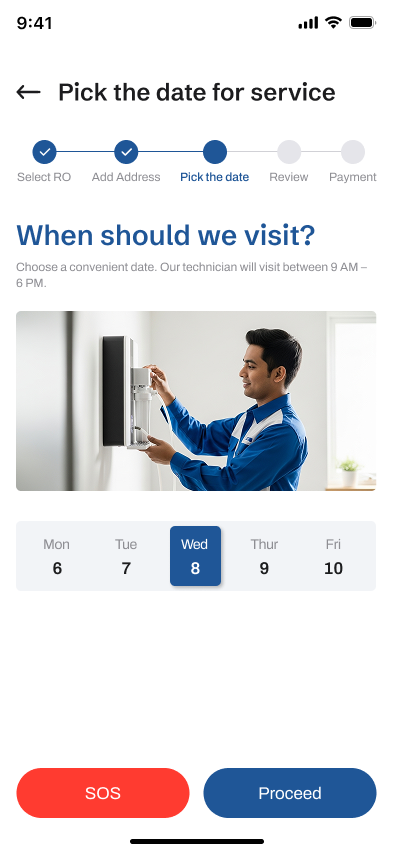 9:41
Pick the date for service
Select RO
Add Address
Pick the date
Review
Payment
When should we visit?
Choose a convenient date. Our technician will visit between 9 AM –
6 PM.
Mon Tue Wed Thur Fri
6 7 8 9 10
SOS
Proceed